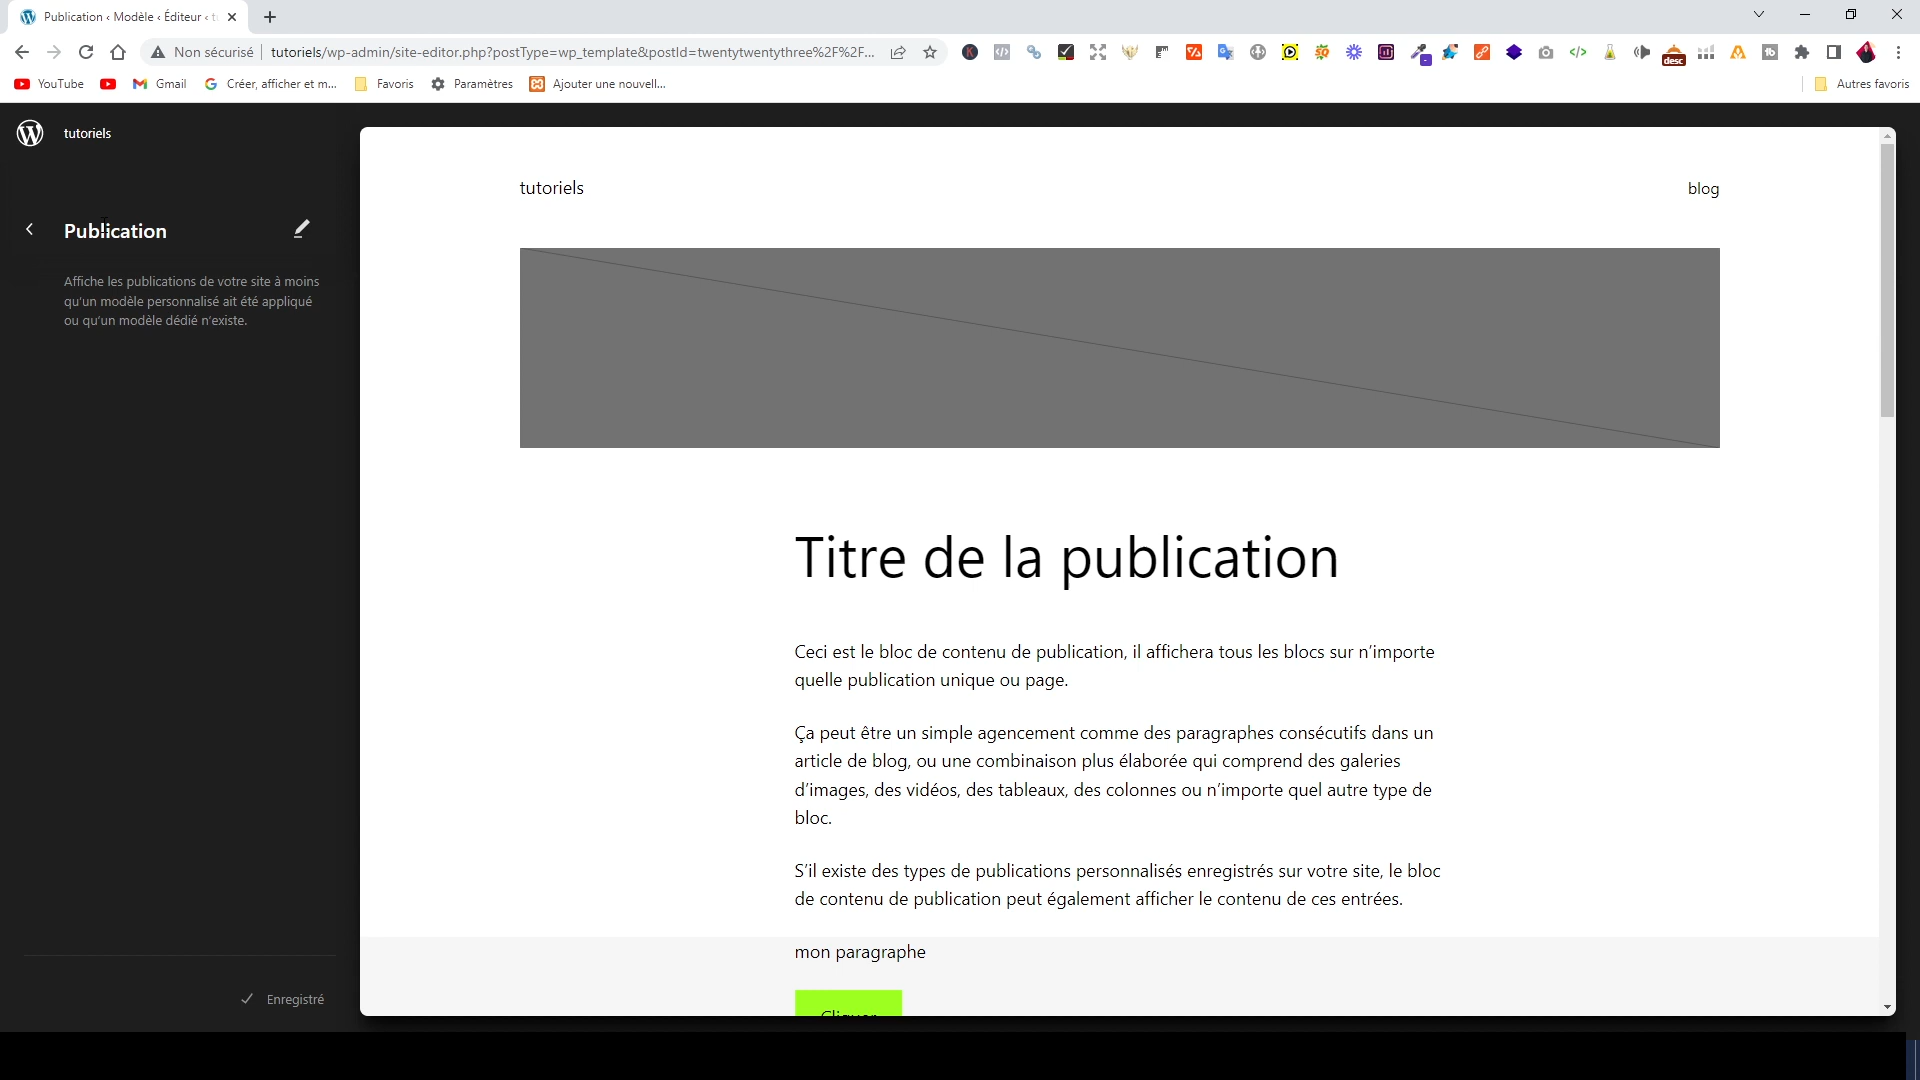 Publication ‹ Modèle ‹ Éditeur ‹ t
Non sécurisé
tutoriels/wp-admin/site-editor.php?postType=wp_template&postId=twentytwentythree%2F%2F...
desc
YouTube
Gmail
Créer, afficher et m...
Favoris
Paramètres
Ajouter une nouvell...
Autres favoris
tutoriels
Publication
Affiche les publications de votre site à moins
qu'un modèle personnalisé ait été appliqué
ou qu'un modèle dédié n'existe.
Enregistré
tutoriels
blog
Titre de la publication
Ceci est le bloc de contenu de publication, il affichera tous les blocs sur n'importe
quelle publication unique ou page.
Ça peut être un simple agencement comme des paragraphes consécutifs dans un
article de blog, ou une combinaison plus élaborée qui comprend des galeries
d'images, des vidéos, des tableaux, des colonnes ou n'importe quel autre type de
bloc.
S'il existe des types de publications personnalisés enregistrés sur votre site, le bloc
de contenu de publication peut également afficher le contenu de ces entrées.
mon paragraphe